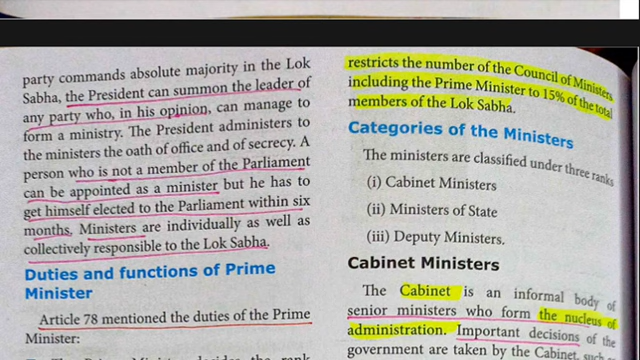 party commands absolute majority in the Lok
Sabha, the President can summon the leader of
any party who, in his opinion, can manage to
form a ministry. The President administers to
the ministers the oath of office and of secrecy. A
person who is not a member of the Parliament
can be appointed as a minister but he has to
get himself elected to the Parliament within six
months, Ministers are individually as well as
collectively responsible to the Lok Sabha.
Duties and functions of Prime
Minister
Article 78 mentioned the duties of the Prime
Minister:
restricts the number of the Council of Ministers
including the Prime Minister to 15% of the total
members of the Lok Sabha.
Categories of the Ministers
The ministers are classified under three ranks
(i) Cabinet Ministers
(ii) Ministers of State
(iii) Deputy Ministers.
Cabinet Ministers
The Cabinet is an informal body of
senior ministers who form the nucleus of
administration. Important decisions of the
government are taken by the Cabinet, such